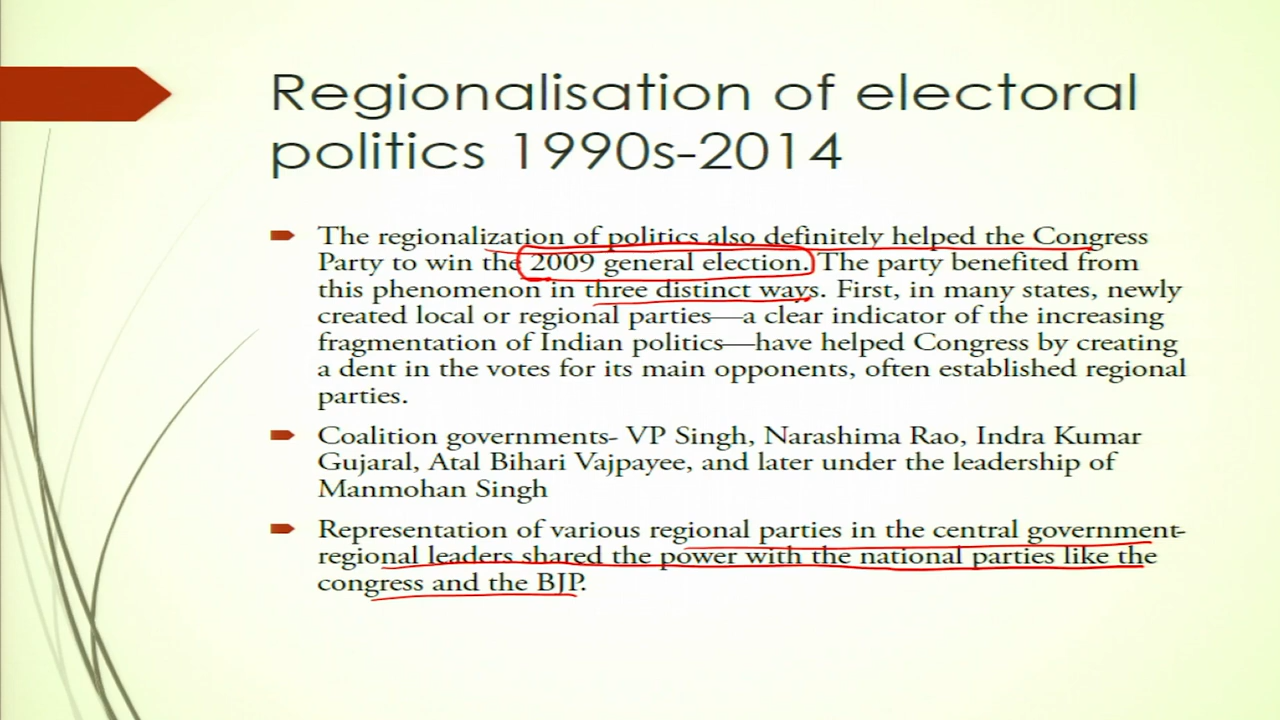 Regionalisation of electoral
politics 1990s-2014
The regionalization of politics also definitely helped the Congress
Party to win the 2009 general election. The party benefited from
this phenomenon in three distinct ways. First, in many states, newly
created local or regional parties—a clear indicator of the increasing
fragmentation of Indian politics—have helped Congress by creating
a dent in the votes for its main opponents, often established regional
parties.
Coalition governments- VP Singh, Narashima Rao, Indra Kumar
Gujaral, Atal Bihari Vajpayee, and later under the leadership of
Manmohan Singh
Representation of various regional parties in the central government-
regional leaders shared the power with the national parties like the
congress and the BJP.